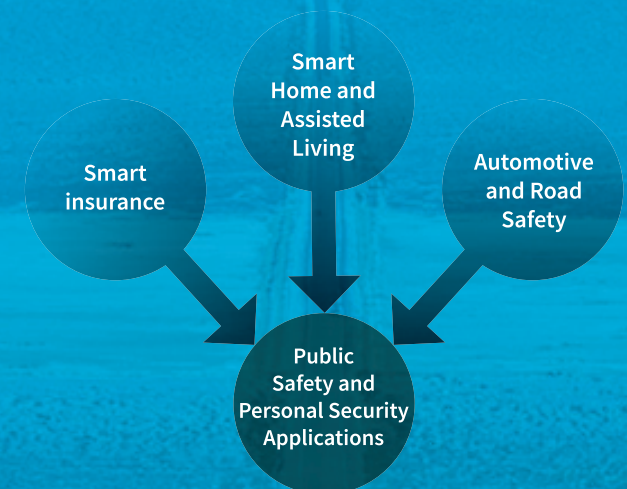 Smart
Home and
Assisted
Living
Smart
insurance
Automotive
and Road
Safety
Public
Safety and
Personal Security
Applications